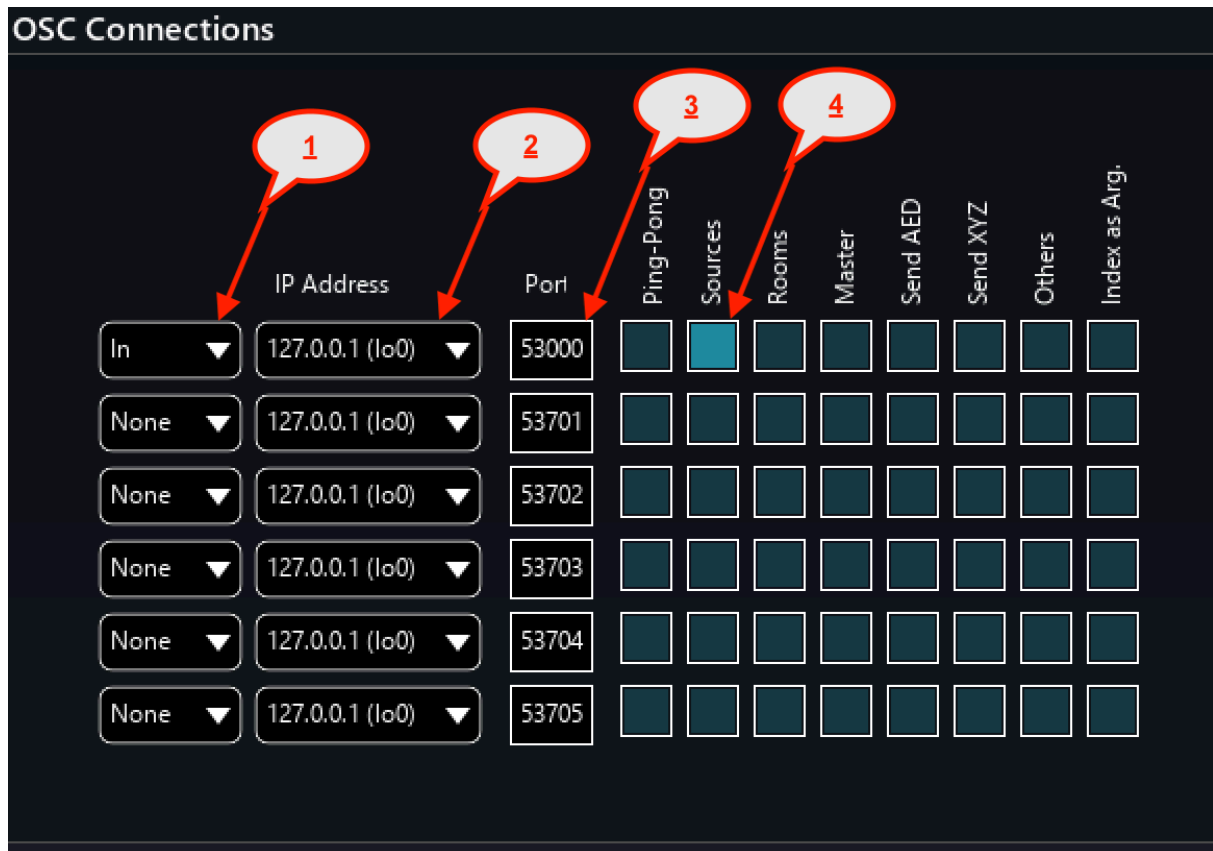 OSC Connections
1
2
3
4
IP Address
Port
Ping-Pong
Sources
Rooms
Master
Send AED
Send XYZ
Others
Index as Arg.
In 127.0.0.1 (lo0) 53000
None 127.0.0.1 (lo0) 53701
None 127.0.0.1 (lo0) 53702
None 127.0.0.1 (lo0) 53703
None 127.0.0.1 (lo0) 53704
None 127.0.0.1 (lo0) 53705